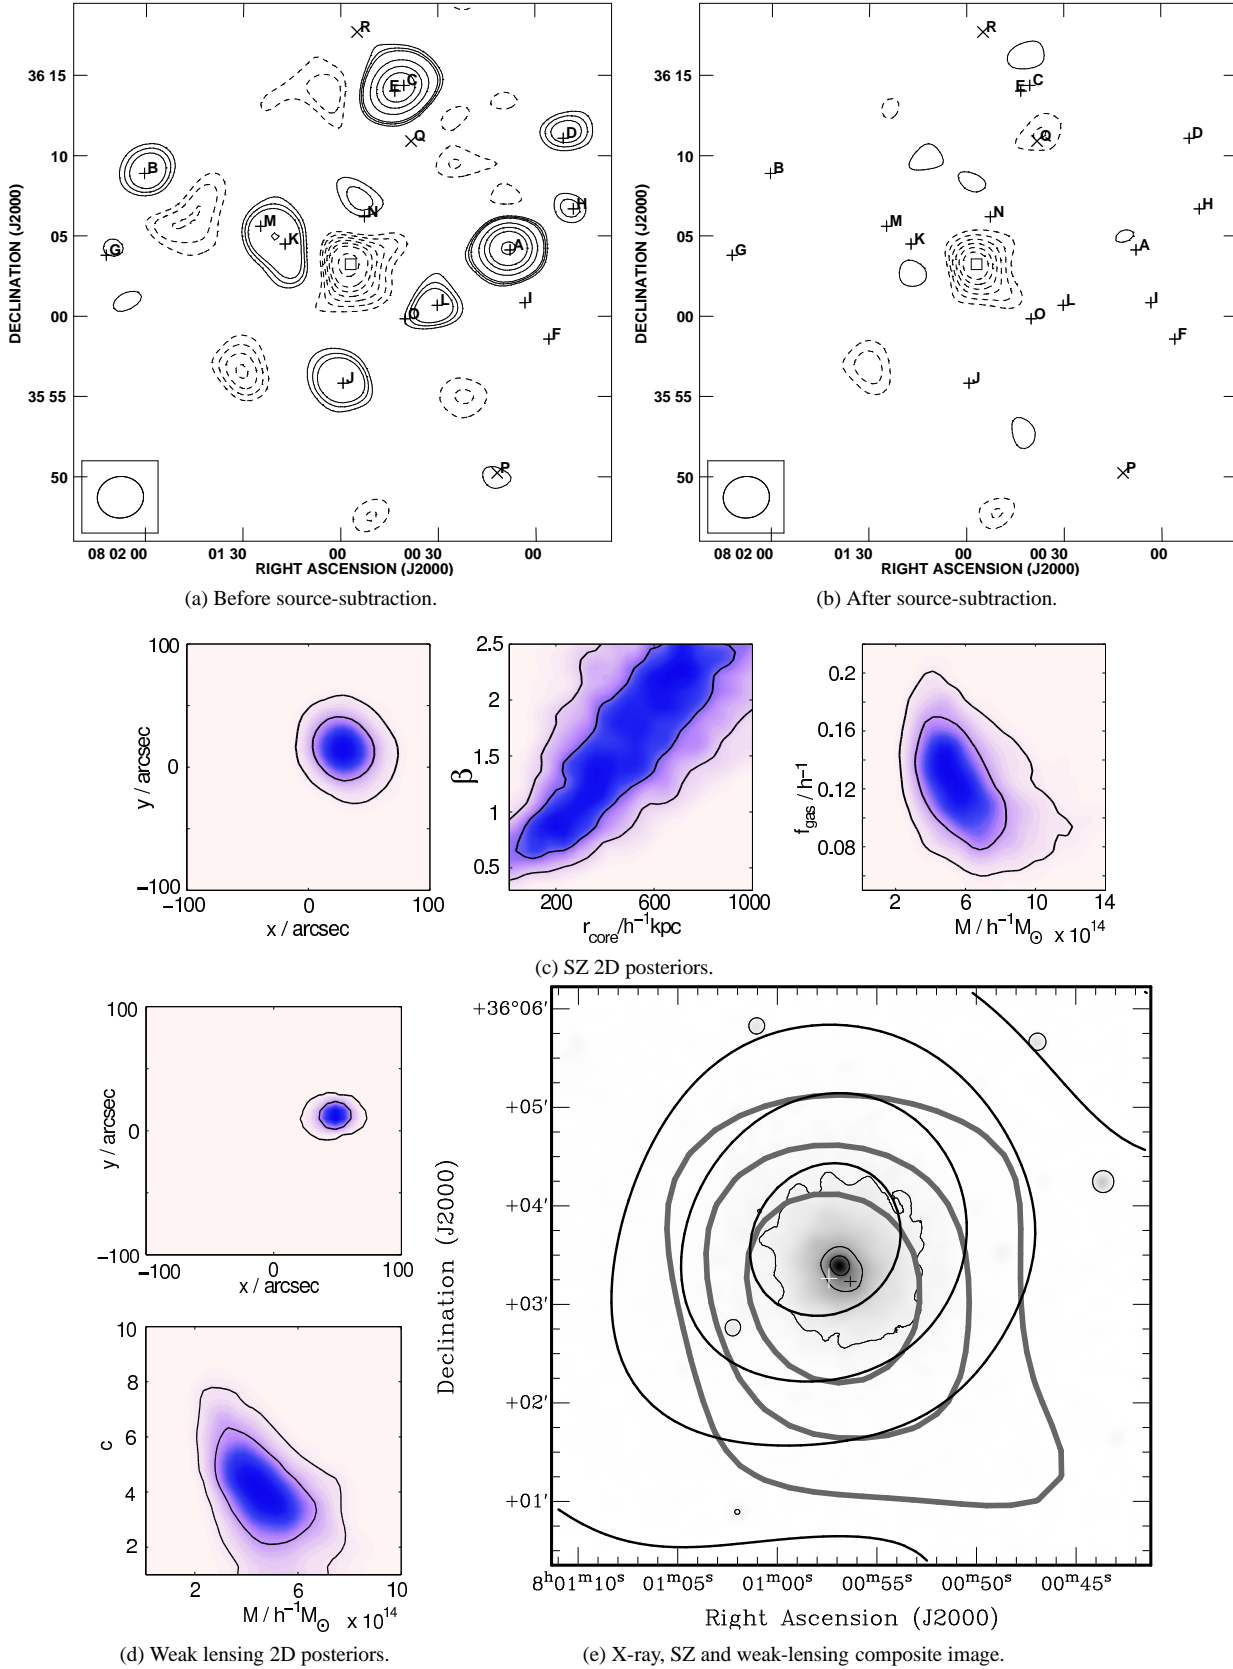 R
36 15
E C
D
Q
10
B
H
N
M
05
K
A
G
L
I
00
O
F
J
35 55
P
50
DECLINATION (J2000)
08 02 00 01 30 00 00 30 00
RIGHT ASCENSION (J2000)
(a) Before source-subtraction.
R
36 15
E C
D
Q
10
B
H
N
M
05
K
A
G
L
I
00
O
F
J
35 55
P
50
DECLINATION (J2000)
08 02 00 01 30 00 00 30 00
RIGHT ASCENSION (J2000)
(b) After source-subtraction.
100
0
−100
y / arcsec
−100 0 100
x / arcsec
2.5
2
1.5
1
0.5
β
200 600 1000
r_core/h⁻¹kpc
0.2
0.16
0.12
0.08
f_gas / h⁻¹
2 6 10 14
M / h⁻¹M_⊙ x 10¹⁴
(c) SZ 2D posteriors.
100
0
−100
y / arcsec
−100 0 100
x / arcsec
10
8
6
4
2
c
2 6 10
M / h⁻¹M_⊙ x 10¹⁴
(d) Weak lensing 2D posteriors.
+36°06′
+05′
+04′
+03′
+02′
+01′
Declination (J2000)
8ʰ01ᵐ10ˢ 01ᵐ05ˢ 01ᵐ00ˢ 00ᵐ55ˢ 00ᵐ50ˢ 00ᵐ45ˢ
Right Ascension (J2000)
(e) X-ray, SZ and weak-lensing composite image.